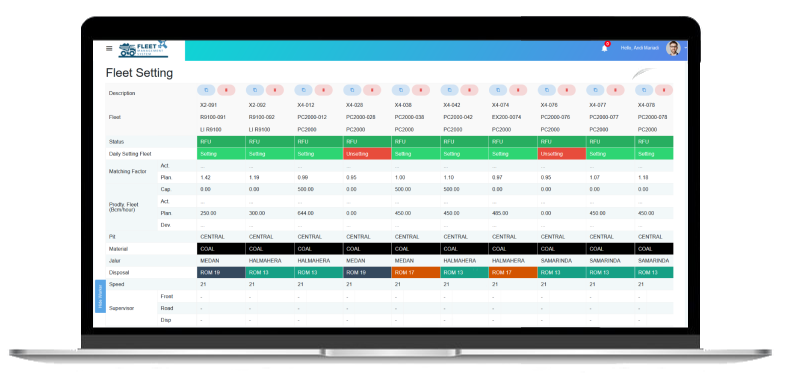 FLEET
MANAGEMENT
SYSTEM
Hello, Andi Menaed
Fleet Setting
Description
X2-091 X2-092 X4-012 X4-028 X4-038 X4-042 X4-074 X4-076 X4-077 X4-078
Fleet R9100-091 R9100-092 PC2000-012 PC2000-028 PC2000-038 PC2000-042 EX200-0074 PC2000-076 PC2000-077 PC2000-078
LI R9100 LI R9100 PC2000 PC2000 PC2000 PC2000 PC2000 PC2000 PC2000 PC2000
Status RFU RFU RFU RFU RFU RFU RFU RFU RFU RFU
Daily Setting Fleet Setting Setting Setting Unsetting Setting Setting Setting Unsetting Setting Setting
Matching Factor Act. ... ... ... ... ... ... ... ... ... ...
Plan. 1.42 1.19 0.99 0.95 1.00 1.10 0.97 0.95 1.07 1.18
Cap. 0.00 0.00 500.00 0.00 500.00 500.00 0.00 0.00 0.00 0.00
Prodty. Fleet (Bcm/hour) Act. ... ... ... ... ... ... ... ... ... ...
Plan 250.00 300.00 644.00 0.00 450.00 450.00 485.00 0.00 450.00 450.00
Dev. ... ... ... ... ... ... ... ... ... ...
Pit CENTRAL CENTRAL CENTRAL CENTRAL CENTRAL CENTRAL CENTRAL CENTRAL CENTRAL CENTRAL
Material COAL COAL COAL COAL COAL COAL COAL COAL COAL COAL
Jalur MEDAN HALMAHERA HALMAHERA MEDAN MEDAN HALMAHERA HALMAHERA SAMARINDA SAMARINDA SAMARINDA
Disposal ROM 19 ROM 13 ROM 13 ROM 19 ROM 17 ROM 13 ROM 17 ROM 13 ROM 13 ROM 13
Speed 21 21 21 21 21 21 21 21 21 21
Supervisor Front - - - - - - - - - -
Road - - - - - - - - - -
Disp - - - - - - - - - -